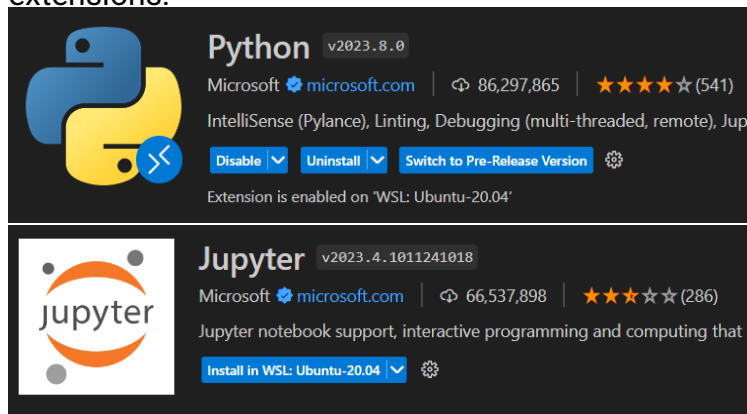 extensions.
Python v2023.8.0
Microsoft microsoft.com | 86,297,865 | (541)
IntelliSense (Pylance), Linting, Debugging (multi-threaded, remote), Jup
Disable Uninstall Switch to Pre-Release Version
Extension is enabled on 'WSL: Ubuntu-20.04'
jupyter
Jupyter v2023.4.1011241018
Microsoft microsoft.com | 66,537,898 | (286)
Jupyter notebook support, interactive programming and computing that
Install in WSL: Ubuntu-20.04